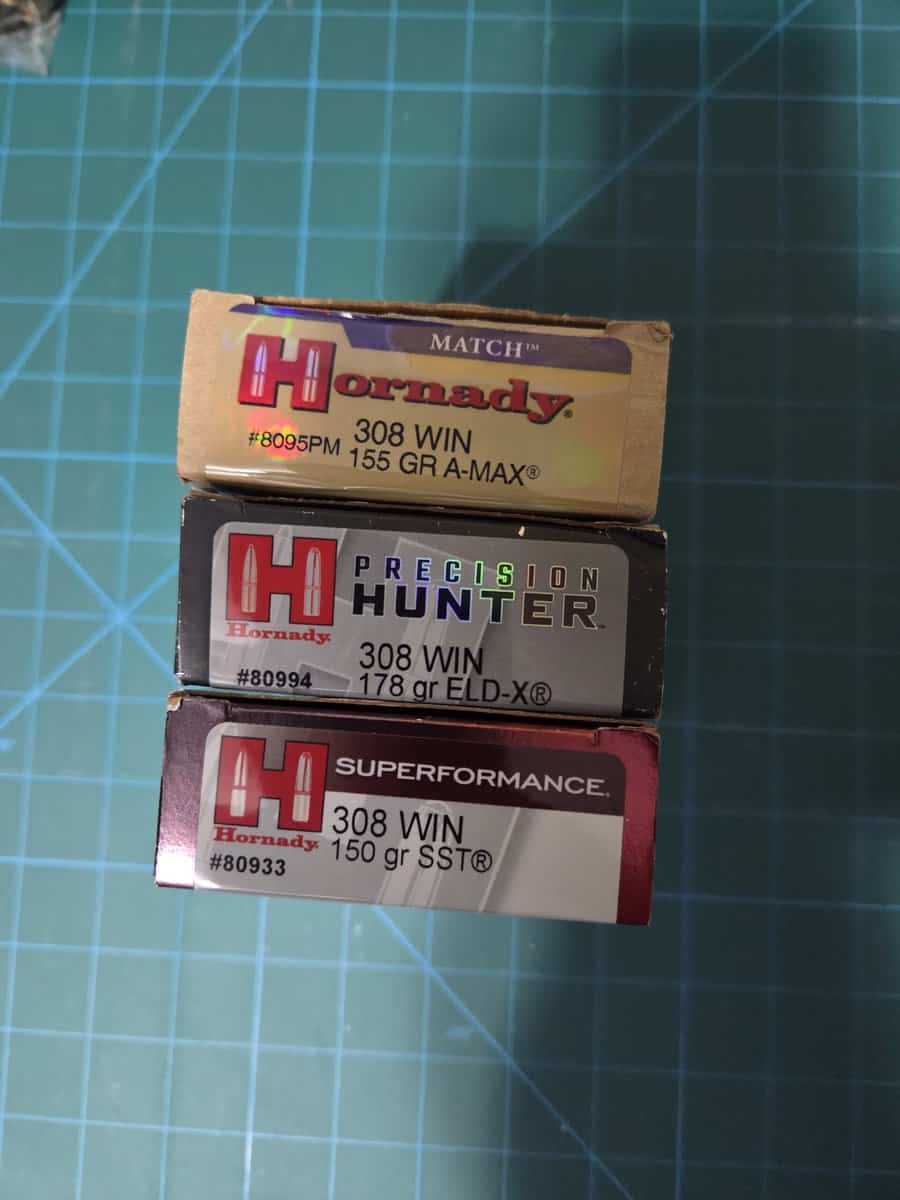 MATCH™
Hornady®
#8095PM 308 WIN
155 GR A-MAX®
PRECISION
HUNTER™
Hornady®
308 WIN
#80994 178 gr ELD-X®
SUPERFORMANCE®
Hornady®
308 WIN
#80933 150 gr SST®